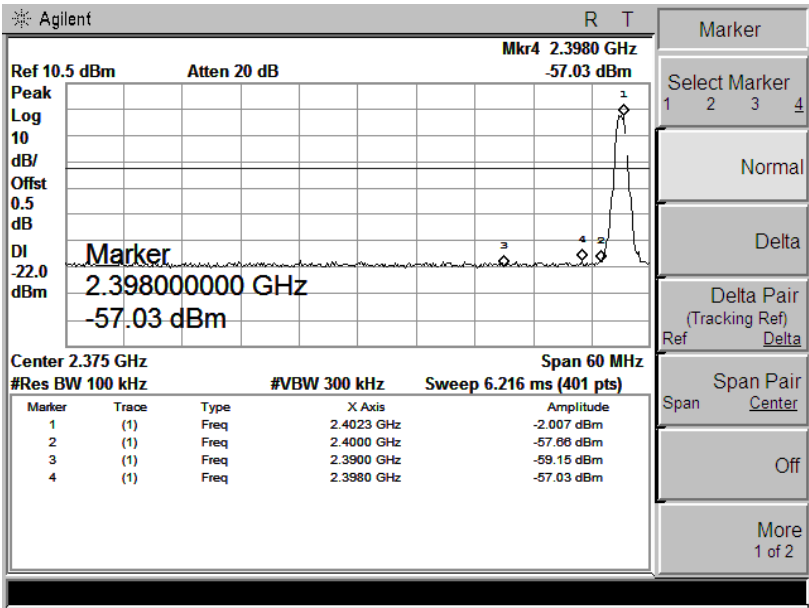 Agilent
R T
Mkr4 2.3980 GHz
Ref 10.5 dBm Atten 20 dB -57.03 dBm
Peak
Log
10
dB/
Offst
0.5
dB
DI
-22.0
dBm
1
3
4
2
Marker
2.398000000 GHz
-57.03 dBm
Center 2.375 GHz Span 60 MHz
#Res BW 100 kHz #VBW 300 kHz Sweep 6.216 ms (401 pts)
Marker Trace Type X Axis Amplitude
1 (1) Freq 2.4023 GHz -2.007 dBm
2 (1) Freq 2.4000 GHz -57.66 dBm
3 (1) Freq 2.3900 GHz -59.15 dBm
4 (1) Freq 2.3980 GHz -57.03 dBm
Marker
Select Marker
1 2 3 4
Normal
Delta
Delta Pair
(Tracking Ref)
Ref Delta
Span Pair
Span Center
Off
More
1 of 2